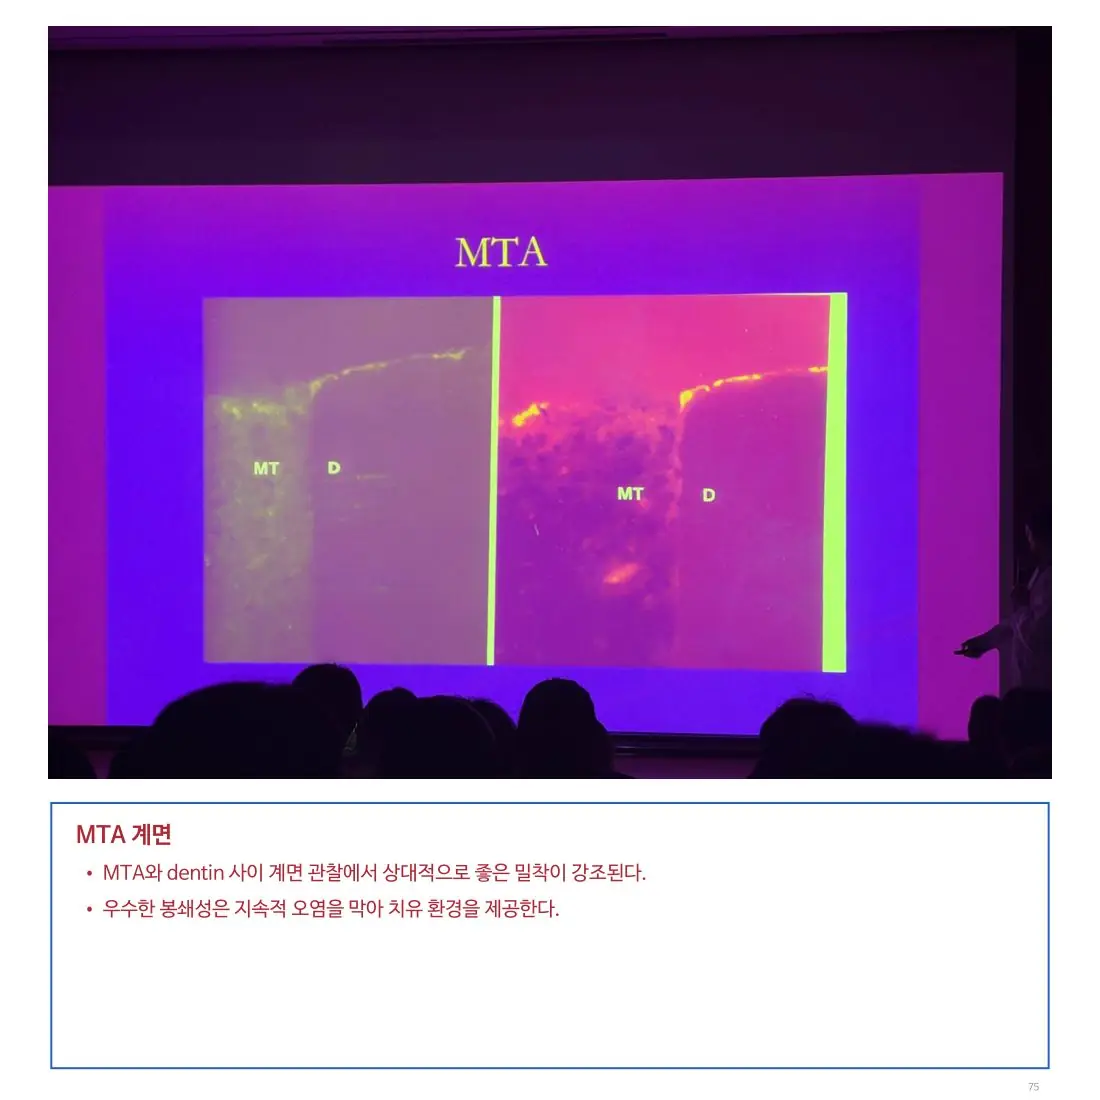 MTA
MT D
MT D
MTA 계면
• MTA와 dentin 사이 계면 관찰에서 상대적으로 좋은 밀착이 강조된다.
• 우수한 봉쇄성은 지속적 오염을 막아 치유 환경을 제공한다.
75